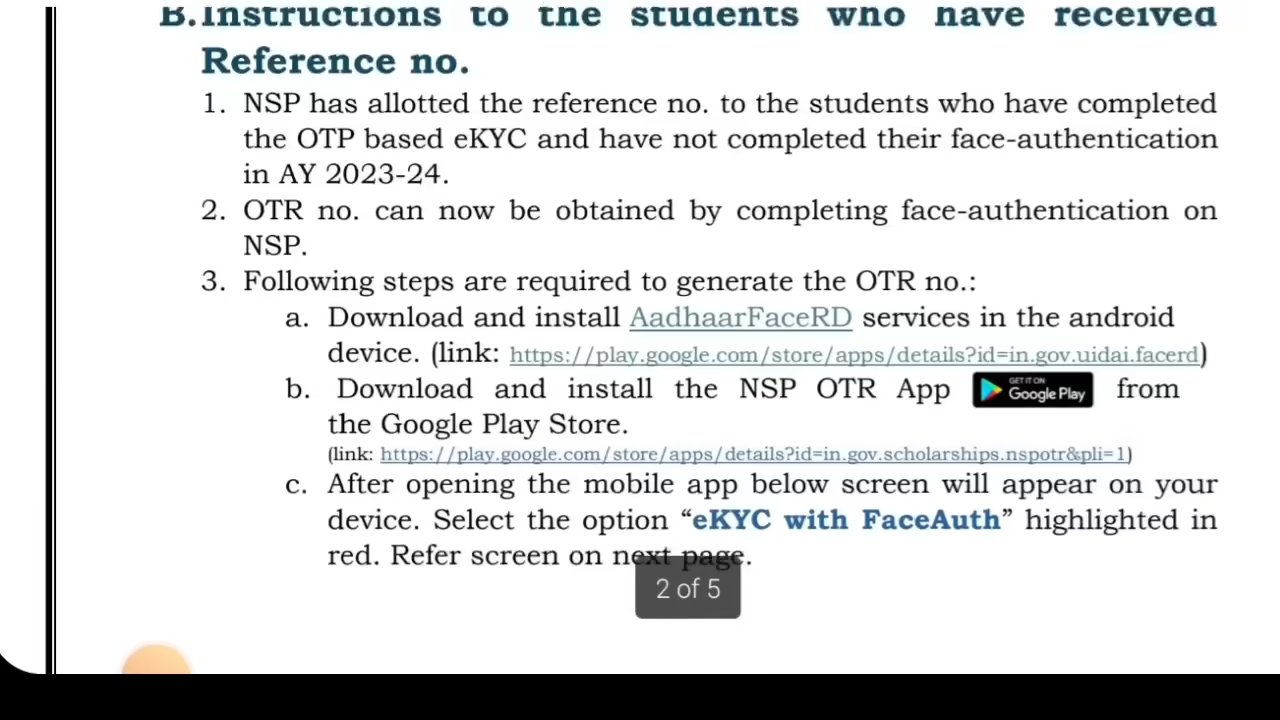 B.Instructions to the students who have received
Reference no.
1. NSP has allotted the reference no. to the students who have completed
the OTP based eKYC and have not completed their face-authentication
in AY 2023-24.
2. OTR no. can now be obtained by completing face-authentication on
NSP.
3. Following steps are required to generate the OTR no.:
a. Download and install AadhaarFaceRD services in the android
device. (link: https://play.google.com/store/apps/details?id=in.gov.uidai.facerd)
b. Download and install the NSP OTR App GET IT ON Google Play from
the Google Play Store.
(link: https://play.google.com/store/apps/details?id=in.gov.scholarships.nspotr&pli=1)
c. After opening the mobile app below screen will appear on your
device. Select the option “eKYC with FaceAuth” highlighted in
red. Refer screen on next page.
2 of 5